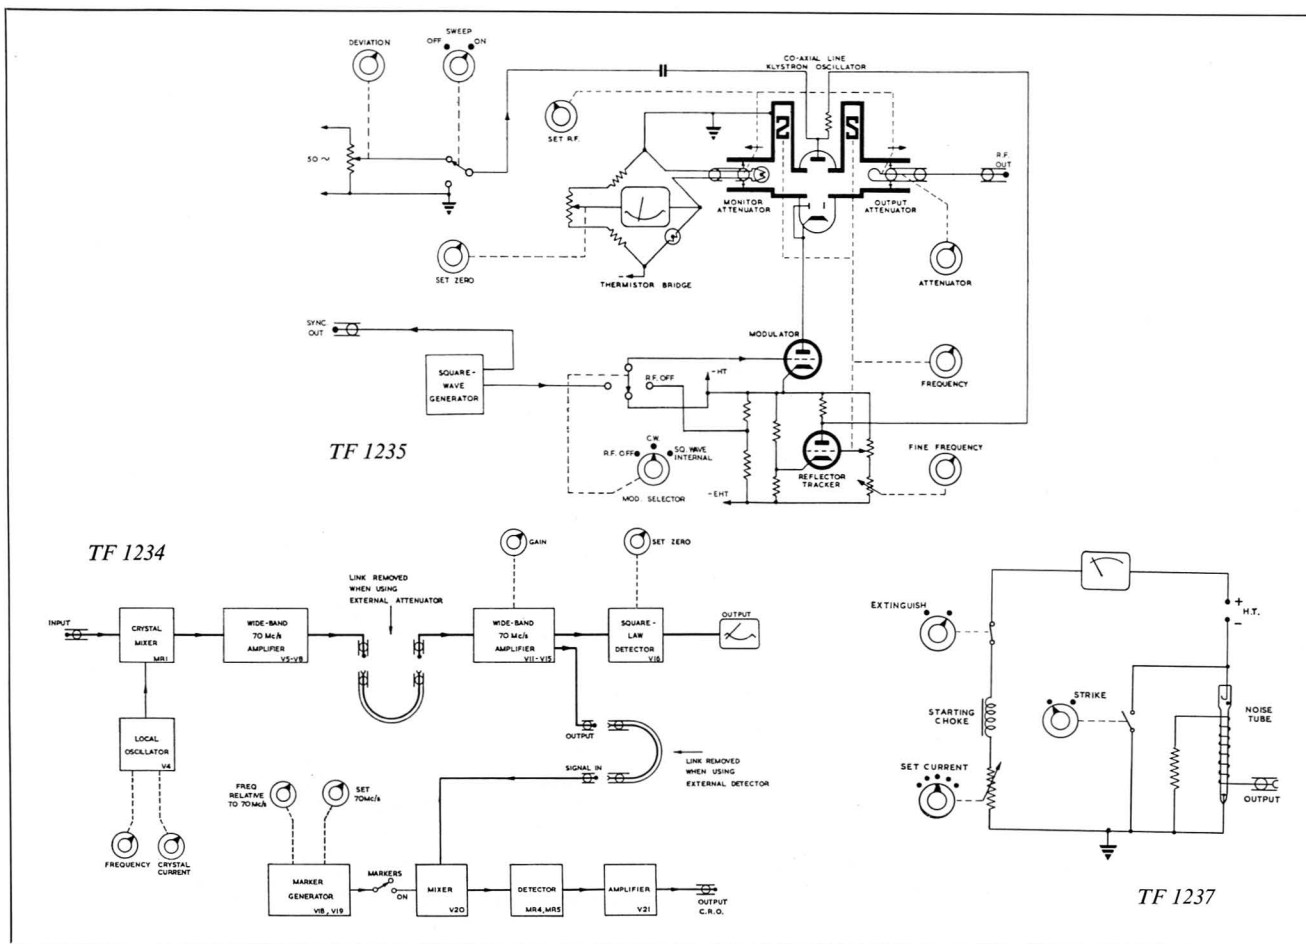 SWEEP
DEVIATION
OFF
ON
CO-AXIAL LINE
KLYSTRON OSCILLATOR
SET R.F.
50 ~
R.F.
OUT
MONITOR
ATTENUATOR
OUTPUT
ATTENUATOR
SET ZERO
THERMISTOR BRIDGE
ATTENUATOR
SYNC
OUT
MODULATOR
SQUARE-
WAVE
GENERATOR
R.F. OFF
-HT
FREQUENCY
TF 1235
C.W.
R.F. OFF
SQ. WAVE
INTERNAL
MOD. SELECTOR
FINE FREQUENCY
REFLECTOR
TRACKER
-EHT
TF 1234
GAIN
SET ZERO
LINK REMOVED
WHEN USING
EXTERNAL ATTENUATOR
INPUT
CRYSTAL
MIXER
MR1
WIDE-BAND
70 Mc/s
AMPLIFIER
V5-V8
WIDE-BAND
70 Mc/s
AMPLIFIER
V11-V15
SQUARE-
LAW
DETECTOR
V16
OUTPUT
LOCAL
OSCILLATOR
V4
OUTPUT
SIGNAL IN
LINK REMOVED
WHEN USING
EXTERNAL DETECTOR
FREQ
RELATIVE
TO 70Mc/s
SET
70Mc/s
FREQUENCY
CRYSTAL
CURRENT
MARKER
GENERATOR
V18, V19
MARKERS
ON
MIXER
V20
DETECTOR
MR4, MR5
AMPLIFIER
V21
OUTPUT
C.R.O.
EXTINGUISH
+
H.T.
-
STARTING
CHOKE
STRIKE
NOISE
TUBE
SET CURRENT
OUTPUT
TF 1237